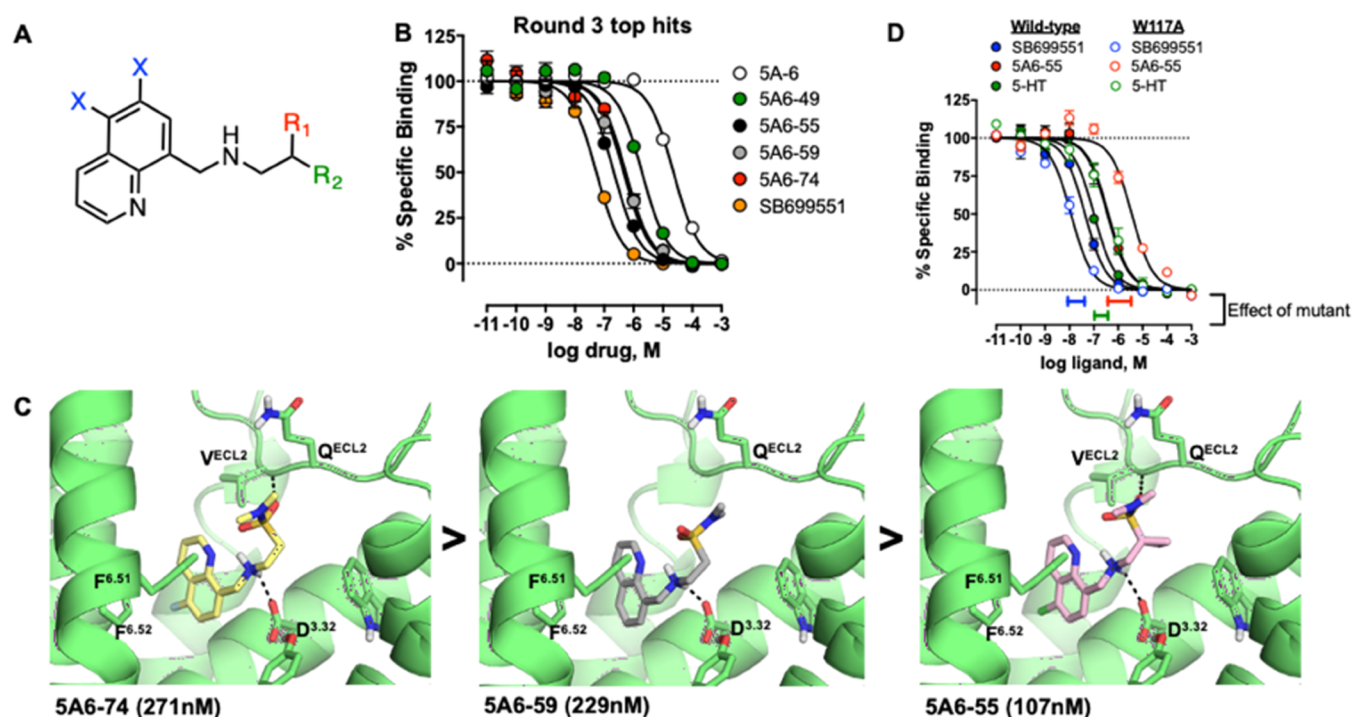 A
X
X
H
N
N
R1
R2
B
Round 3 top hits
% Specific Binding
125
100
75
50
25
0
-11 -10 -9 -8 -7 -6 -5 -4 -3
log drug, M
5A-6
5A6-49
5A6-55
5A6-59
5A6-74
SB699551
D
Wild-type W117A
SB699551 SB699551
5A6-55 5A6-55
5-HT 5-HT
% Specific Binding
125
100
75
50
25
0
Effect of mutant
-11 -10 -9 -8 -7 -6 -5 -4 -3
log ligand, M
C
VECL2 QECL2
F6.51
F6.52
D3.32
5A6-74 (271nM)
>
QECL2
F6.51
F6.52
D3.32
5A6-59 (229nM)
>
VECL2 QECL2
F6.51
F6.52
D3.32
5A6-55 (107nM)